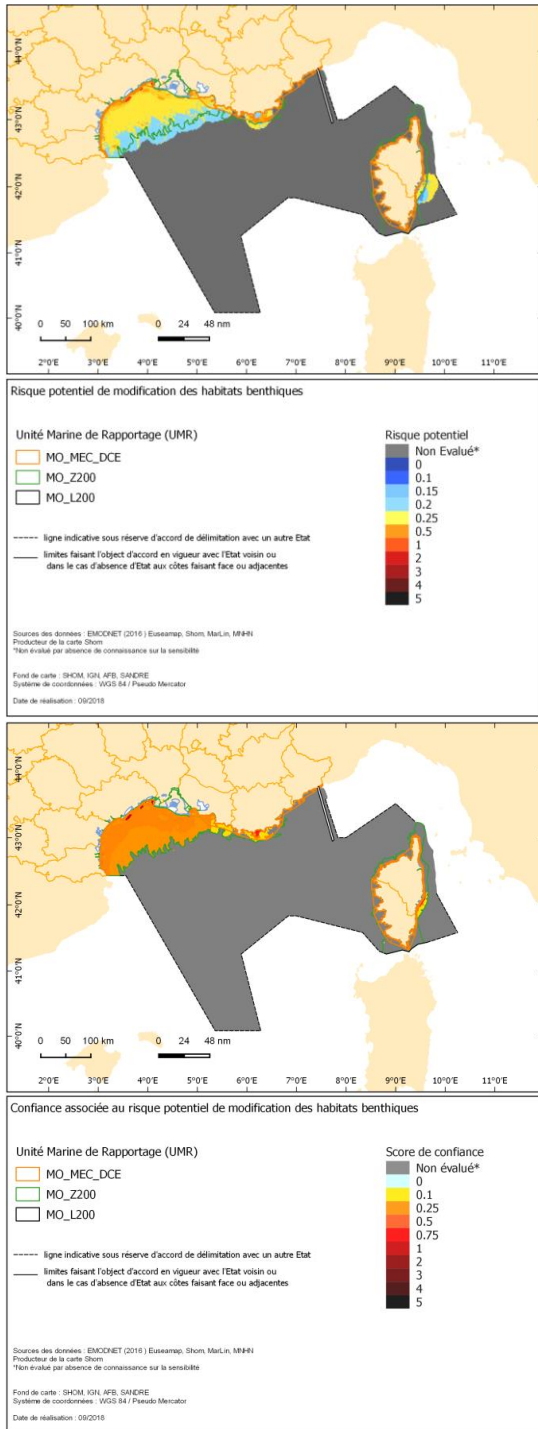 44°0'N
43°0'N
42°0'N
41°0'N
40°0'N
0 50 100 km
0 24 48 nm
2°0'E 3°0'E 4°0'E 5°0'E 6°0'E 7°0'E 8°0'E 9°0'E 10°0'E 11°0'E
Risque potentiel de modification des habitats benthiques
Unité Marine de Rapportage (UMR)
MO_MEC_DCE
MO_Z200
MO_L200
ligne indicative sous réserve d'accord de délimitation avec un autre Etat
limites faisant l'object d'accord en vigueur avec l'Etat voisin ou
dans le cas d'absence d'Etat aux côtes faisant face ou adjacentes
Risque potentiel
Non Evalué*
0
0.1
0.15
0.2
0.25
0.5
1
2
3
4
5
Sources des données : EMODNET (2016 ) Euseamap, Shom, MarLin, MNHN
Producteur de la carte Shom
*Non évalué par absence de connaissance sur la sensibilité
Fond de carte : SHOM, IGN, AFB, SANDRE
Système de coordonnées : WGS 84 / Pseudo Mercator
Date de réalisation : 09/2018
44°0'N
43°0'N
42°0'N
41°0'N
40°0'N
0 50 100 km
0 24 48 nm
2°0'E 3°0'E 4°0'E 5°0'E 6°0'E 7°0'E 8°0'E 9°0'E 10°0'E 11°0'E
Confiance associée au risque potentiel de modification des habitats benthiques
Unité Marine de Rapportage (UMR)
MO_MEC_DCE
MO_Z200
MO_L200
ligne indicative sous réserve d'accord de délimitation avec un autre Etat
limites faisant l'object d'accord en vigueur avec l'Etat voisin ou
dans le cas d'absence d'Etat aux côtes faisant face ou adjacentes
Score de confiance
Non évalué*
0
0.1
0.25
0.5
0.75
1
2
3
4
5
Sources des données : EMODNET (2016 ) Euseamap, Shom, MarLin, MNHN
Producteur de la carte Shom
*Non évalué par absence de connaissance sur la sensibilité
Fond de carte : SHOM, IGN, AFB, SANDRE
Système de coordonnées : WGS 84 / Pseudo Mercator
Date de réalisation : 09/2018